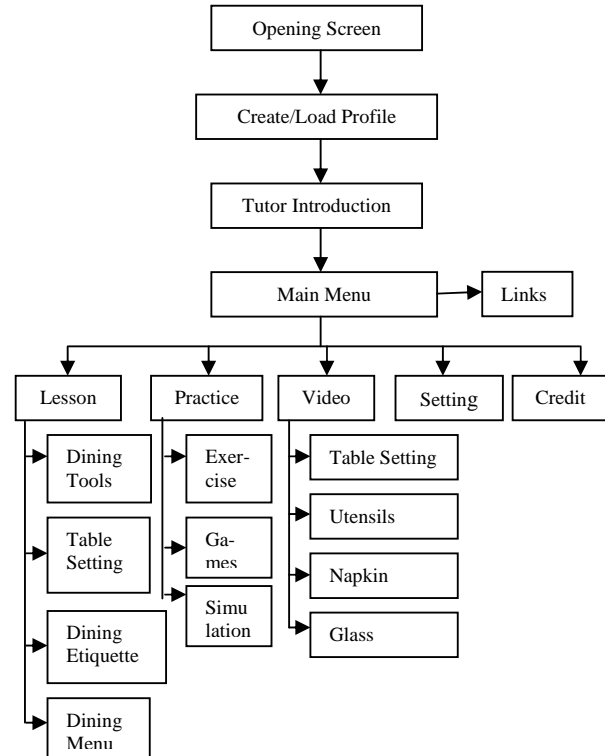 Opening Screen
Create/Load Profile
Tutor Introduction
Main Menu
Links
Lesson
Practice
Video
Setting
Credit
Dining
Tools
Table
Setting
Dining
Etiquette
Dining
Menu
Exer-
cise
Ga-
mes
Simu
lation
Table Setting
Utensils
Napkin
Glass